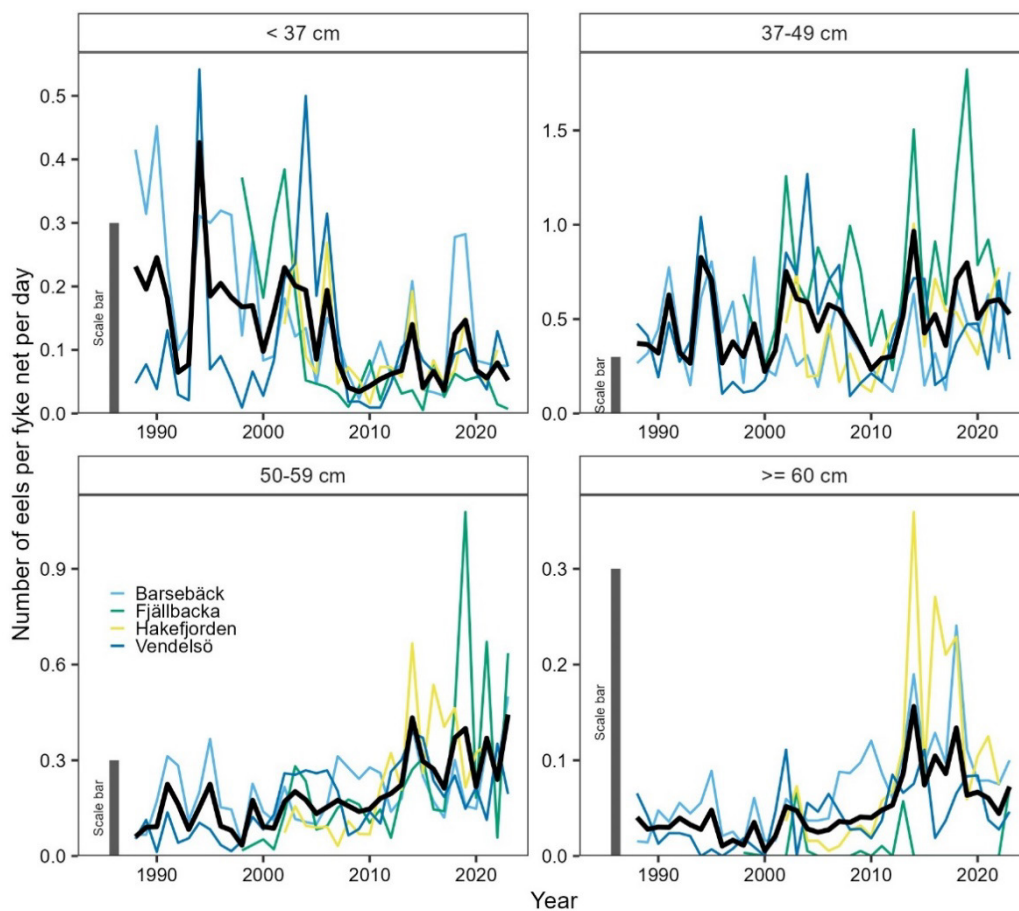 < 37 cm
37-49 cm
Number of eels per fyke net per day
0.5
0.4
0.3
0.2
0.1
0.0
Scale bar
1990
2000
2010
2020
1.5
1.0
0.5
0.0
Scale bar
1990
2000
2010
2020
50-59 cm
>= 60 cm
0.9
0.6
0.3
0.0
Scale bar
Barsebäck
Fjällbacka
Hakefjorden
Vendelsö
1990
2000
2010
2020
0.3
0.2
0.1
0.0
Scale bar
1990
2000
2010
2020
Year